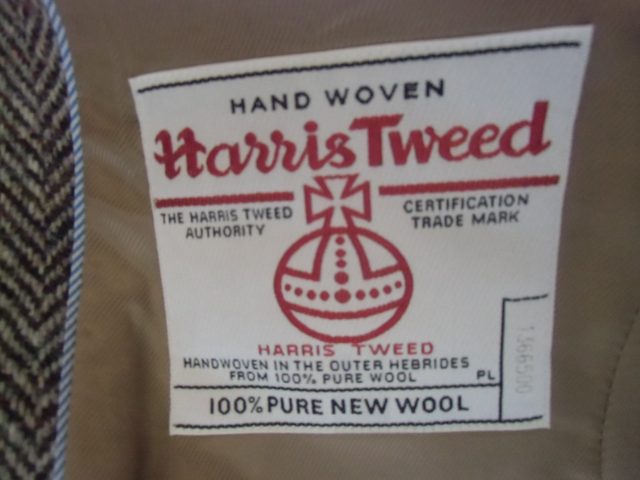 HAND WOVEN
Harris Tweed
THE HARRIS TWEED
AUTHORITY
CERTIFICATION
TRADE MARK
HARRIS TWEED
HANDWOVEN IN THE OUTER HEBRIDES
FROM 100% PURE WOOL
PL
1366500
100% PURE NEW WOOL